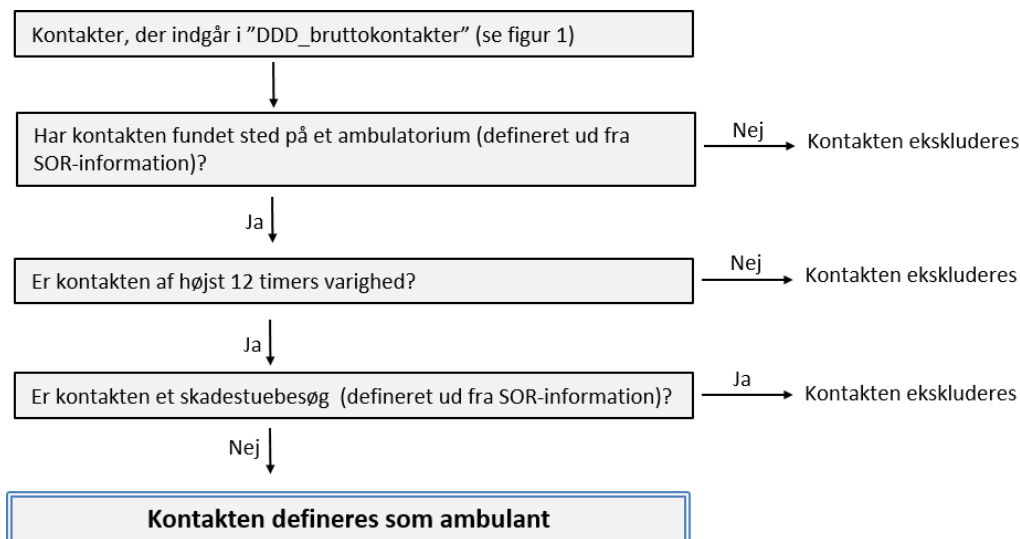 Kontakter, der indgår i ”DDD_bruttokontakter” (se figur 1)
Har kontakten fundet sted på et ambulatorium (defineret ud fra
SOR-information)?
Nej
Kontakten ekskluderes
Ja
Er kontakten af højst 12 timers varighed?
Nej
Kontakten ekskluderes
Ja
Er kontakten et skadestuebesøg (defineret ud fra SOR-information)?
Ja
Kontakten ekskluderes
Nej
Kontakten defineres som ambulant